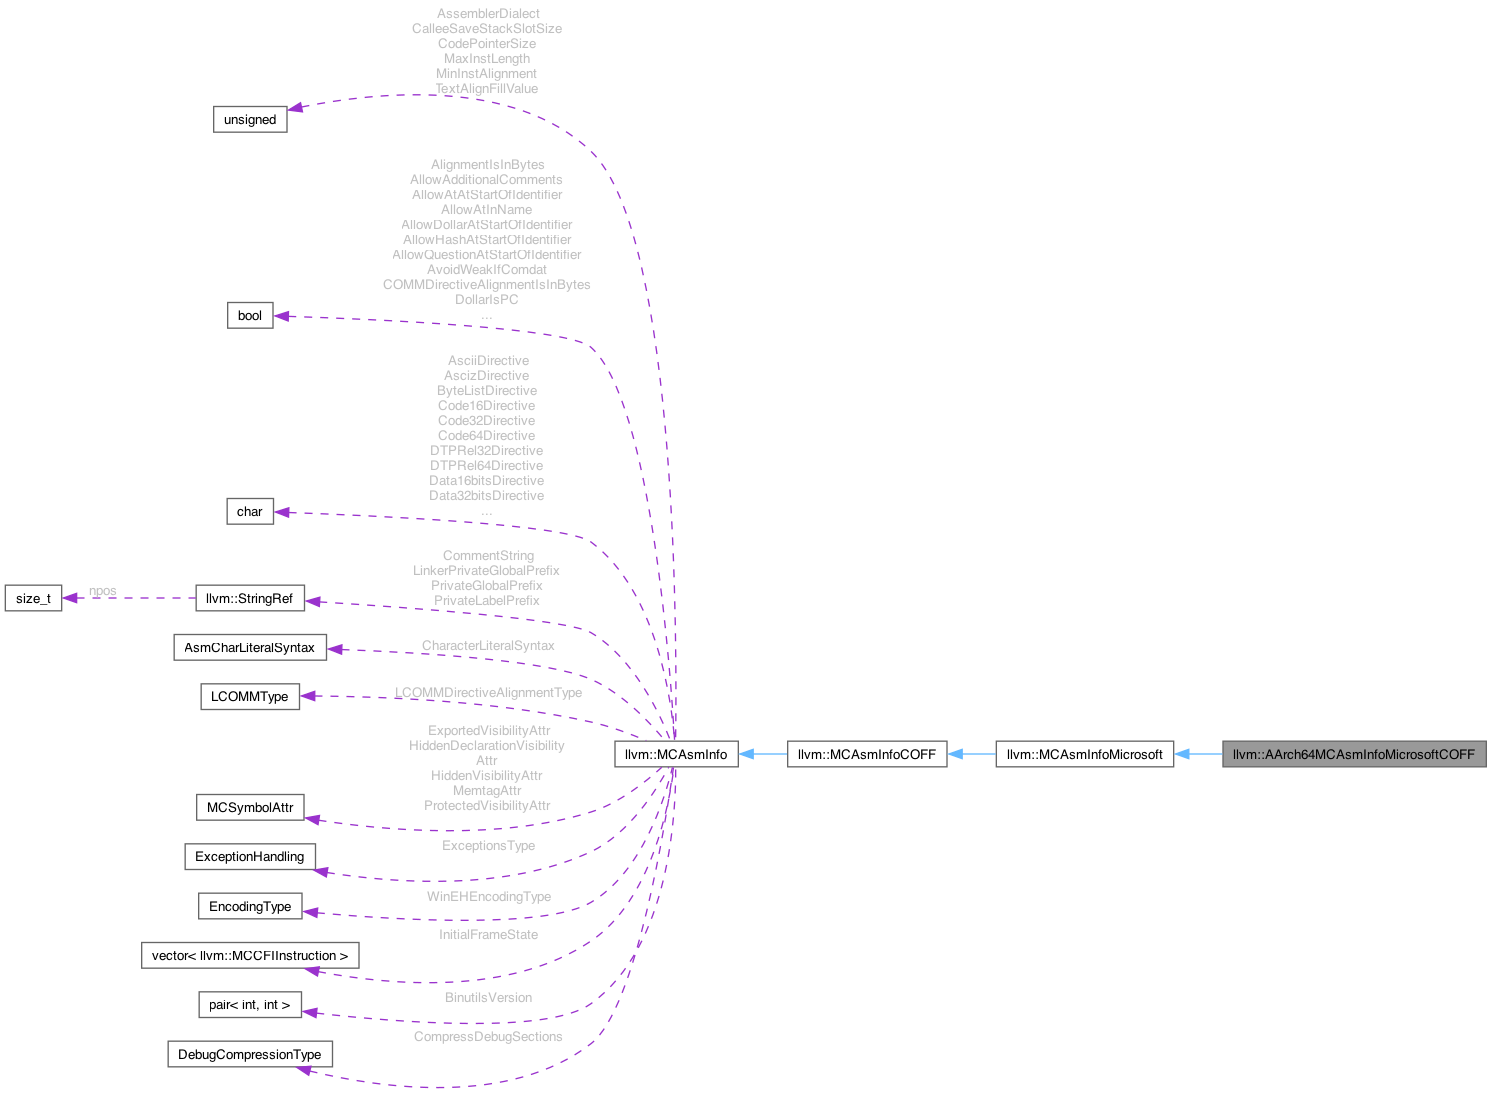 AssemblerDialect
CalleeSaveStackSlotSize
CodePointerSize
MaxInstLength
MinInstAlignment
TextAlignFillValue
unsigned
AlignmentIsInBytes
AllowAdditionalComments
AllowAtAtStartOfIdentifier
AllowAtInName
AllowDollarAtStartOfIdentifier
AllowHashAtStartOfIdentifier
AllowQuestionAtStartOfIdentifier
AvoidWeakIfComdat
COMMDirectiveAlignmentIsInBytes
DollarIsPC
...
bool
AsciiDirective
AscizDirective
ByteListDirective
Code16Directive
Code32Directive
Code64Directive
DTPRel32Directive
DTPRel64Directive
Data16bitsDirective
Data32bitsDirective
...
char
CommentString
LinkerPrivateGlobalPrefix
PrivateGlobalPrefix
PrivateLabelPrefix
size_t
npos
llvm::StringRef
AsmCharLiteralSyntax
CharacterLiteralSyntax
LCOMMType
LCOMMDirectiveAlignmentType
ExportedVisibilityAttr
HiddenDeclarationVisibility
Attr
HiddenVisibilityAttr
MemtagAttr
ProtectedVisibilityAttr
llvm::MCAsmInfo
llvm::MCAsmInfoCOFF
llvm::MCAsmInfoMicrosoft
llvm::AArch64MCAsmInfoMicrosoftCOFF
MCSymbolAttr
ExceptionsType
ExceptionHandling
WinEHEncodingType
EncodingType
InitialFrameState
vector< llvm::MCCFIInstruction >
BinutilsVersion
pair< int, int >
CompressDebugSections
DebugCompressionType